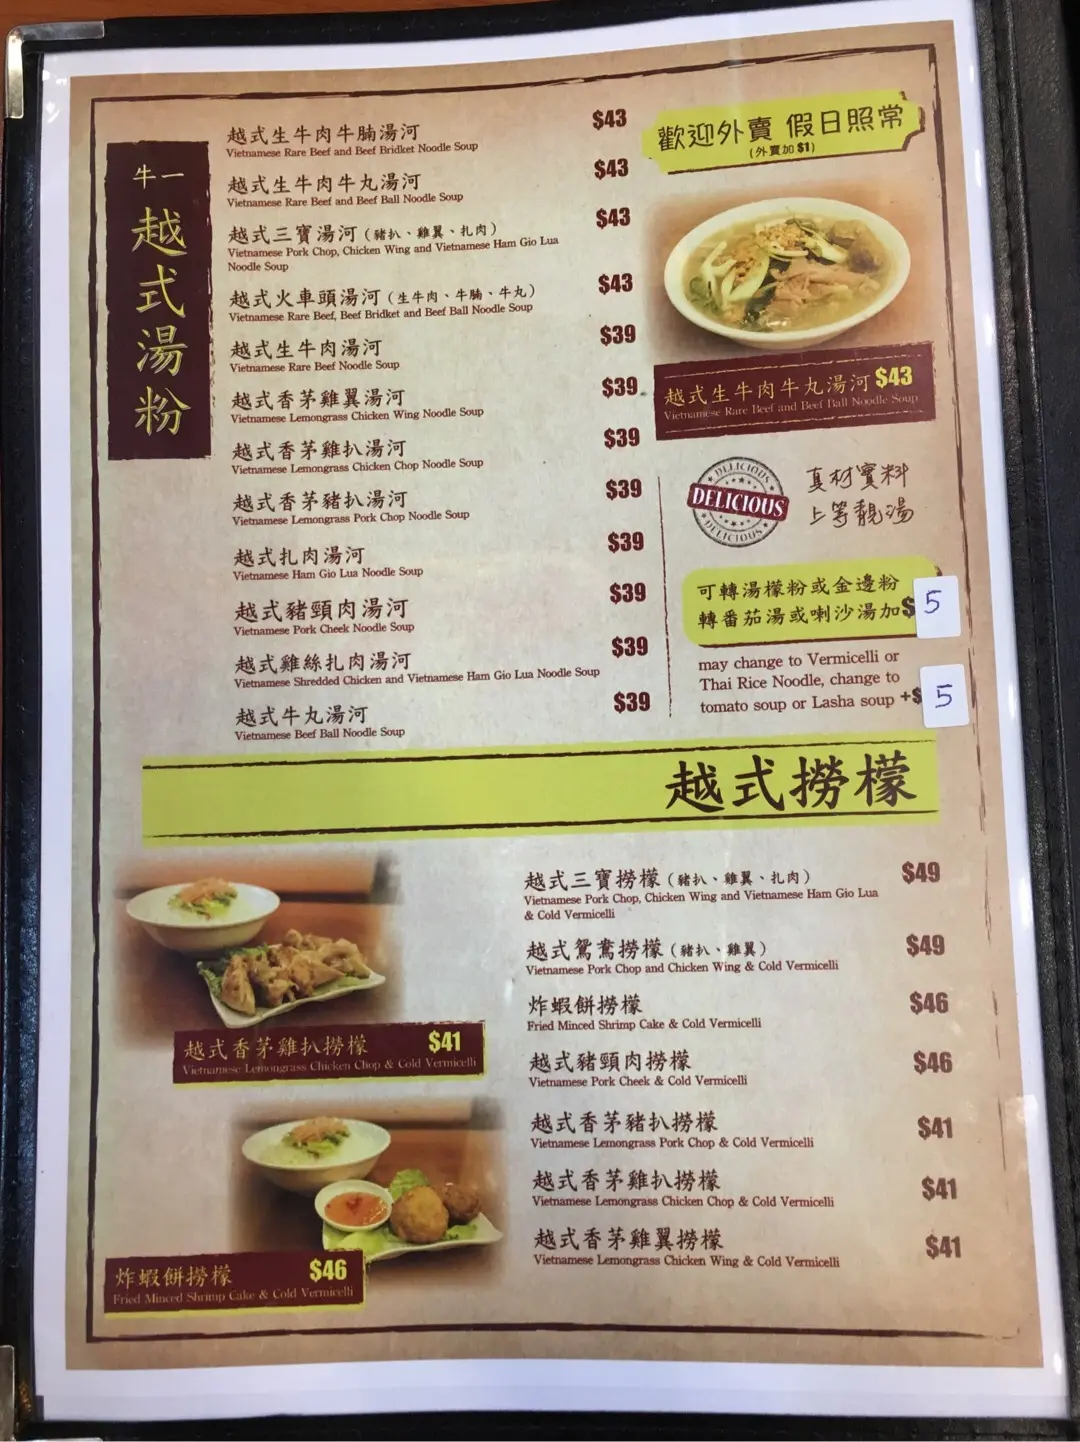 牛一
越式湯粉
越式生牛肉牛腩湯河 $43
Vietnamese Rare Beef and Beef Bridket Noodle Soup
越式生牛肉牛丸湯河 $43
Vietnamese Rare Beef and Beef Ball Noodle Soup
越式三寶湯河(豬扒、雞翼、扎肉) $43
Vietnamese Pork Chop, Chicken Wing and Vietnamese Ham Gio Lua
Noodle Soup
越式火車頭湯河(生牛肉、牛腩、牛丸) $43
Vietnamese Rare Beef, Beef Bridket and Beef Ball Noodle Soup
越式生牛肉湯河 $39
Vietnamese Rare Beef Noodle Soup
越式香茅雞翼湯河 $39
Vietnamese Lemongrass Chicken Wing Noodle Soup
越式香茅雞扒湯河 $39
Vietnamese Lemongrass Chicken Chop Noodle Soup
越式香茅豬扒湯河 $39
Vietnamese Lemongrass Pork Chop Noodle Soup
越式扎肉湯河 $39
Vietnamese Ham Gio Lua Noodle Soup
越式豬頸肉湯河 $39
Vietnamese Pork Cheek Noodle Soup
越式雞絲扎肉湯河 $39
Vietnamese Shredded Chicken and Vietnamese Ham Gio Lua Noodle Soup
越式牛丸湯河 $39
Vietnamese Beef Ball Noodle Soup
歡迎外賣 假日照常
(外賣加$1)
越式生牛肉牛丸湯河 $43
Vietnamese Rare Beef and Beef Ball Noodle Soup
DELICIOUS
DELICIOUS
DELICIOUS
真材實料
上等靚湯
可轉湯檬粉或金邊粉
轉番茄湯或喇沙湯加$ 5
may change to Vermicelli or
Thai Rice Noodle, change to
tomato soup or Lasha soup +$ 5
越式撈檬
越式香茅雞扒撈檬 $41
Vietnamese Lemongrass Chicken Chop & Cold Vermicelli
炸蝦餅撈檬 $46
Fried Minced Shrimp Cake & Cold Vermicelli
越式三寶撈檬(豬扒、雞翼、扎肉) $49
Vietnamese Pork Chop, Chicken Wing and Vietnamese Ham Gio Lua
& Cold Vermicelli
越式鴛鴦撈檬(豬扒、雞翼) $49
Vietnamese Pork Chop and Chicken Wing & Cold Vermicelli
炸蝦餅撈檬 $46
Fried Minced Shrimp Cake & Cold Vermicelli
越式豬頸肉撈檬 $46
Vietnamese Pork Cheek & Cold Vermicelli
越式香茅豬扒撈檬 $41
Vietnamese Lemongrass Pork Chop & Cold Vermicelli
越式香茅雞扒撈檬 $41
Vietnamese Lemongrass Chicken Chop & Cold Vermicelli
越式香茅雞翼撈檬 $41
Vietnamese Lemongrass Chicken Wing & Cold Vermicelli